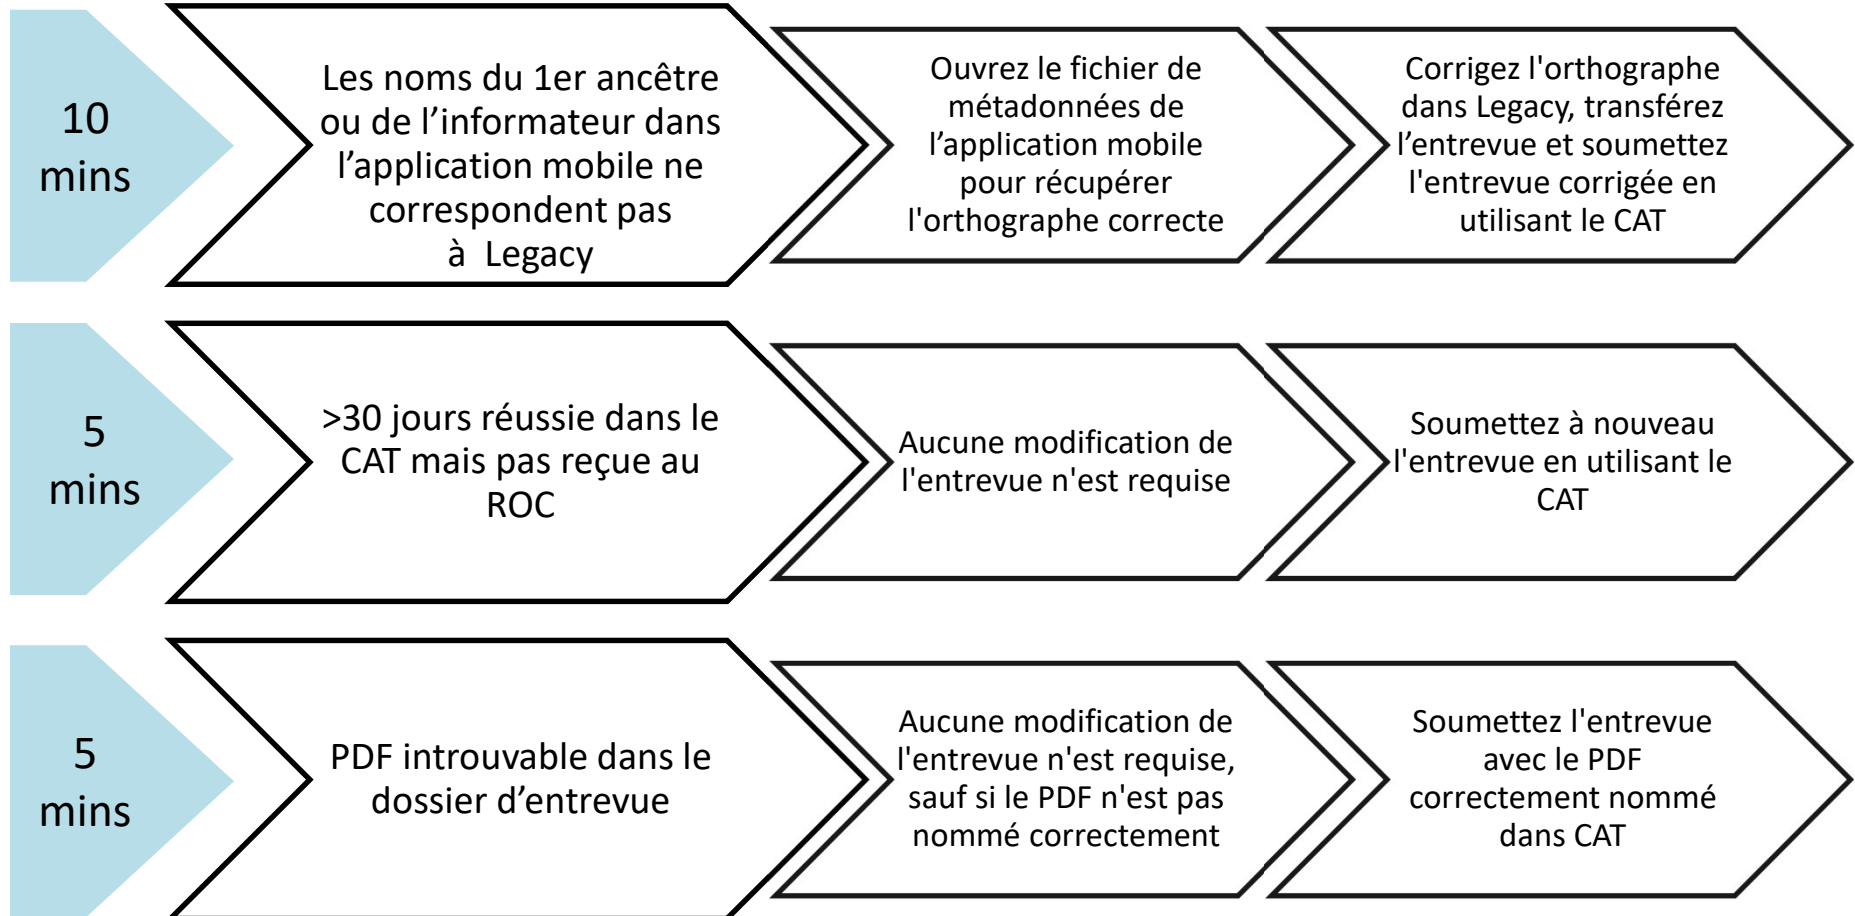 10
mins
Les noms du 1er ancêtre
ou de l’informateur dans
l’application mobile ne
correspondent pas
à  Legacy
Ouvrez le fichier de
métadonnées de
l’application mobile
pour récupérer
l'orthographe correcte
Corrigez l'orthographe
dans Legacy, transférez
l’entrevue et soumettez
l'entrevue corrigée en
utilisant le CAT
5
mins
>30 jours réussie dans le
CAT mais pas reçue au
ROC
Aucune modification de
l'entrevue n'est requise
Soumettez à nouveau
l'entrevue en utilisant le
CAT
5
mins
PDF introuvable dans le
dossier d’entrevue
Aucune modification de
l'entrevue n'est requise,
sauf si le PDF n'est pas
nommé correctement
Soumettez l'entrevue
avec le PDF
correctement nommé
dans CAT